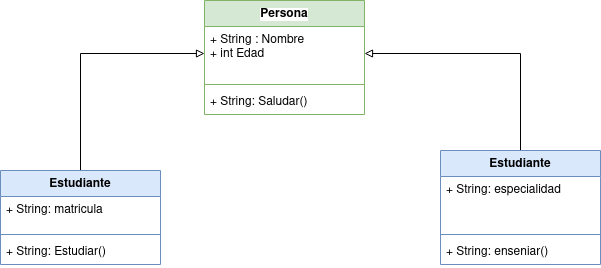 Persona
+ String : Nombre
+ int Edad
+ String: Saludar()
Estudiante
+ String: matricula
+ String: Estudiar()
Estudiante
+ String: especialidad
+ String: enseniar()